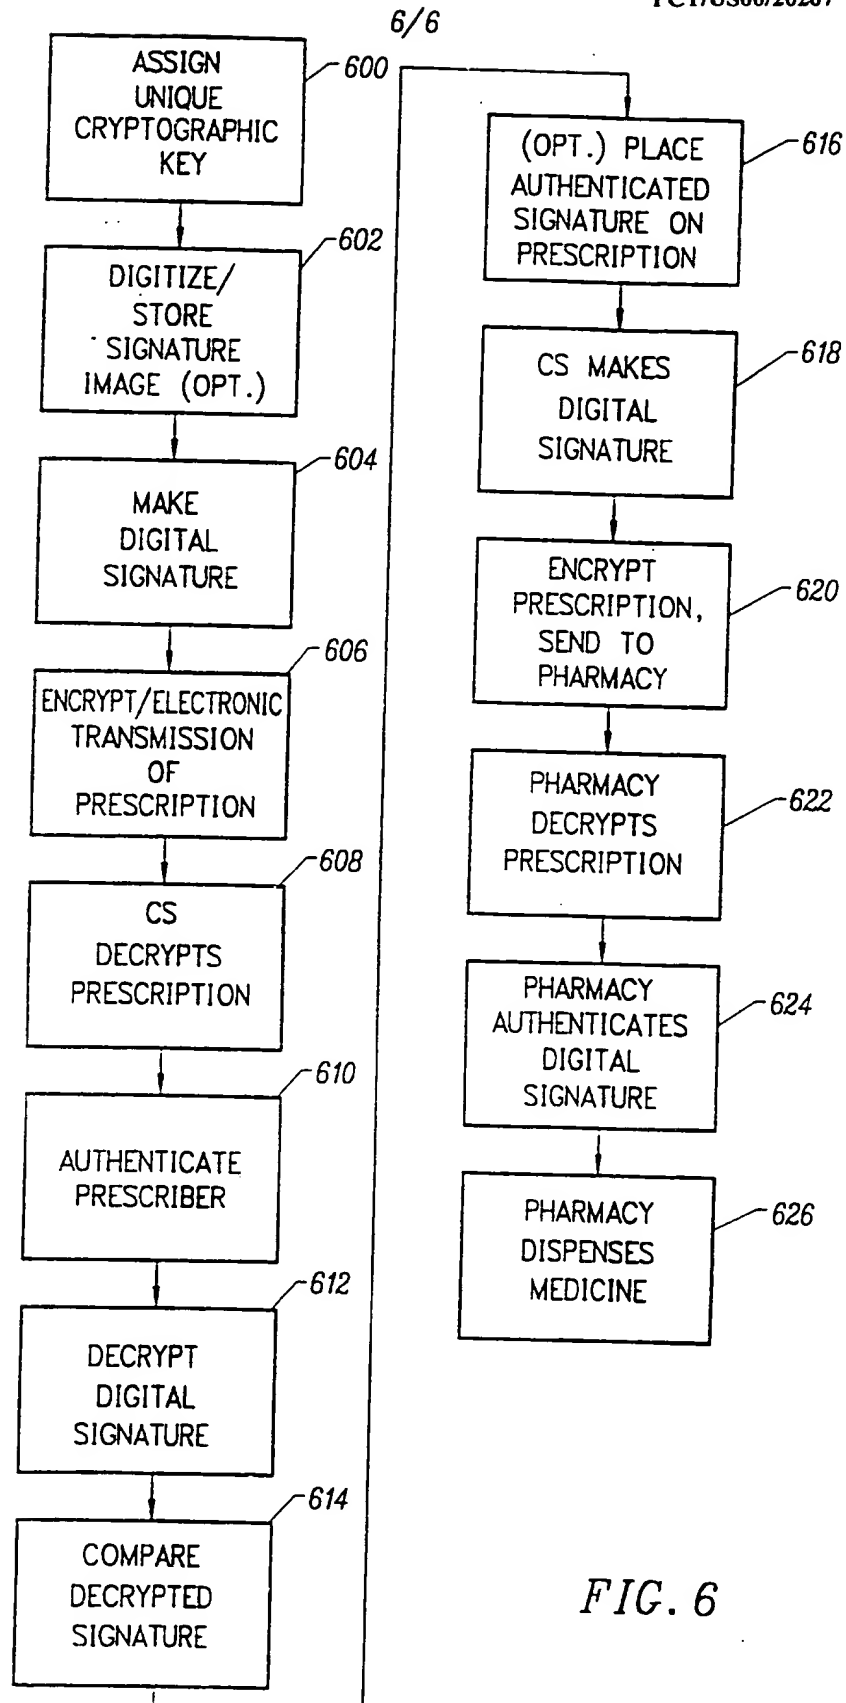 6/6
ASSIGN
UNIQUE
CRYPTOGRAPHIC
KEY
600
DIGITIZE/
STORE
SIGNATURE
IMAGE (OPT.)
602
MAKE
DIGITAL
SIGNATURE
604
ENCRYPT/ELECTRONIC
TRANSMISSION
OF
PRESCRIPTION
606
CS
DECRYPTS
PRESCRIPTION
608
AUTHENTICATE
PRESCRIBER
610
DECRYPT
DIGITAL
SIGNATURE
612
COMPARE
DECRYPTED
SIGNATURE
614
(OPT.) PLACE
AUTHENTICATED
SIGNATURE ON
PRESCRIPTION
616
CS MAKES
DIGITAL
SIGNATURE
618
ENCRYPT
PRESCRIPTION,
SEND TO
PHARMACY
620
PHARMACY
DECRYPTS
PRESCRIPTION
622
PHARMACY
AUTHENTICATES
DIGITAL
SIGNATURE
624
PHARMACY
DISPENSES
MEDICINE
626
FIG. 6